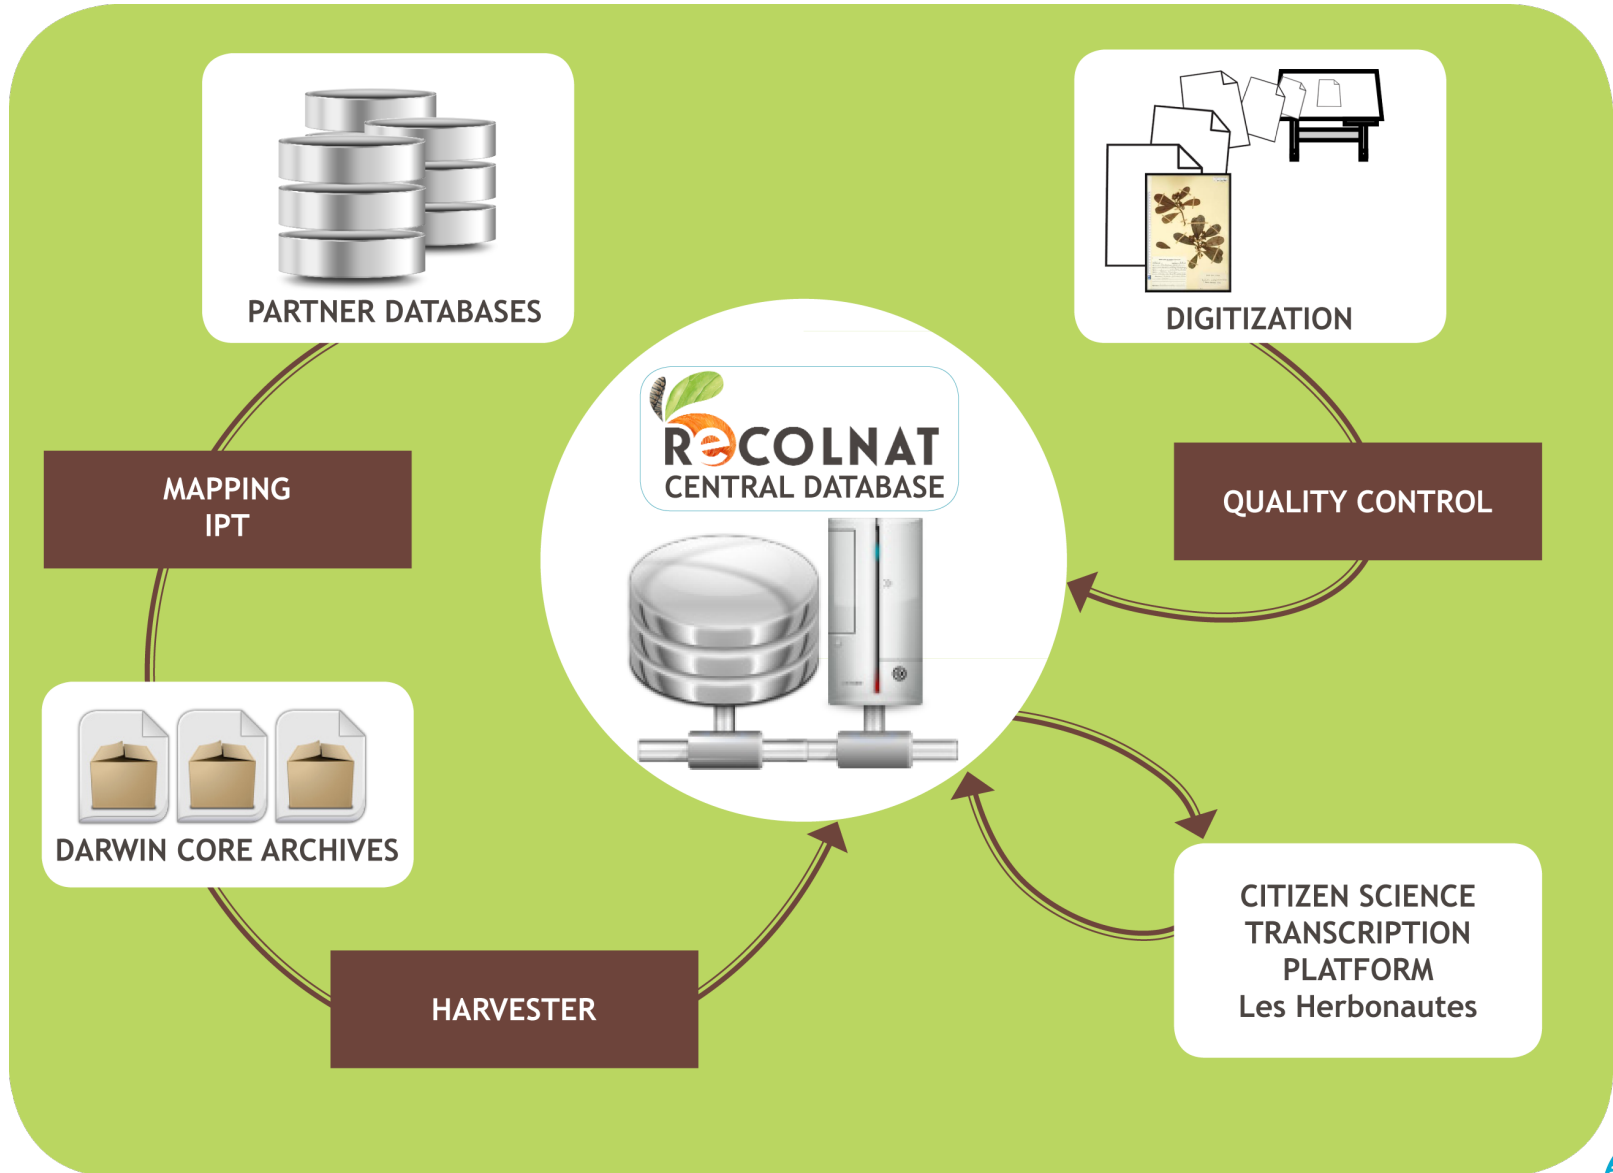 PARTNER DATABASES
DIGITIZATION
RECOLNAT
CENTRAL DATABASE
MAPPING
IPT
QUALITY CONTROL
DARWIN CORE ARCHIVES
HARVESTER
CITIZEN SCIENCE
TRANSCRIPTION
PLATFORM
Les Herbonautes